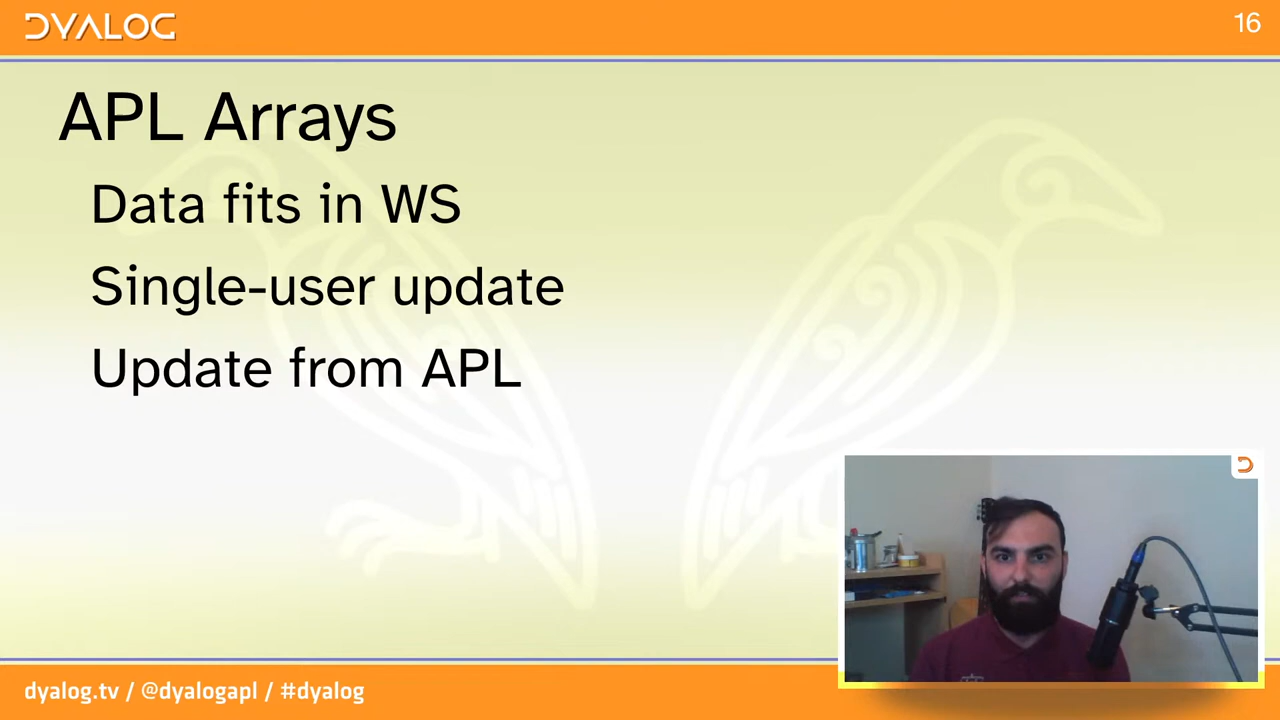 DYALOG
16
APL Arrays
Data fits in WS
Single-user update
Update from APL
dyalog.tv / @dyalogapl / #dyalog